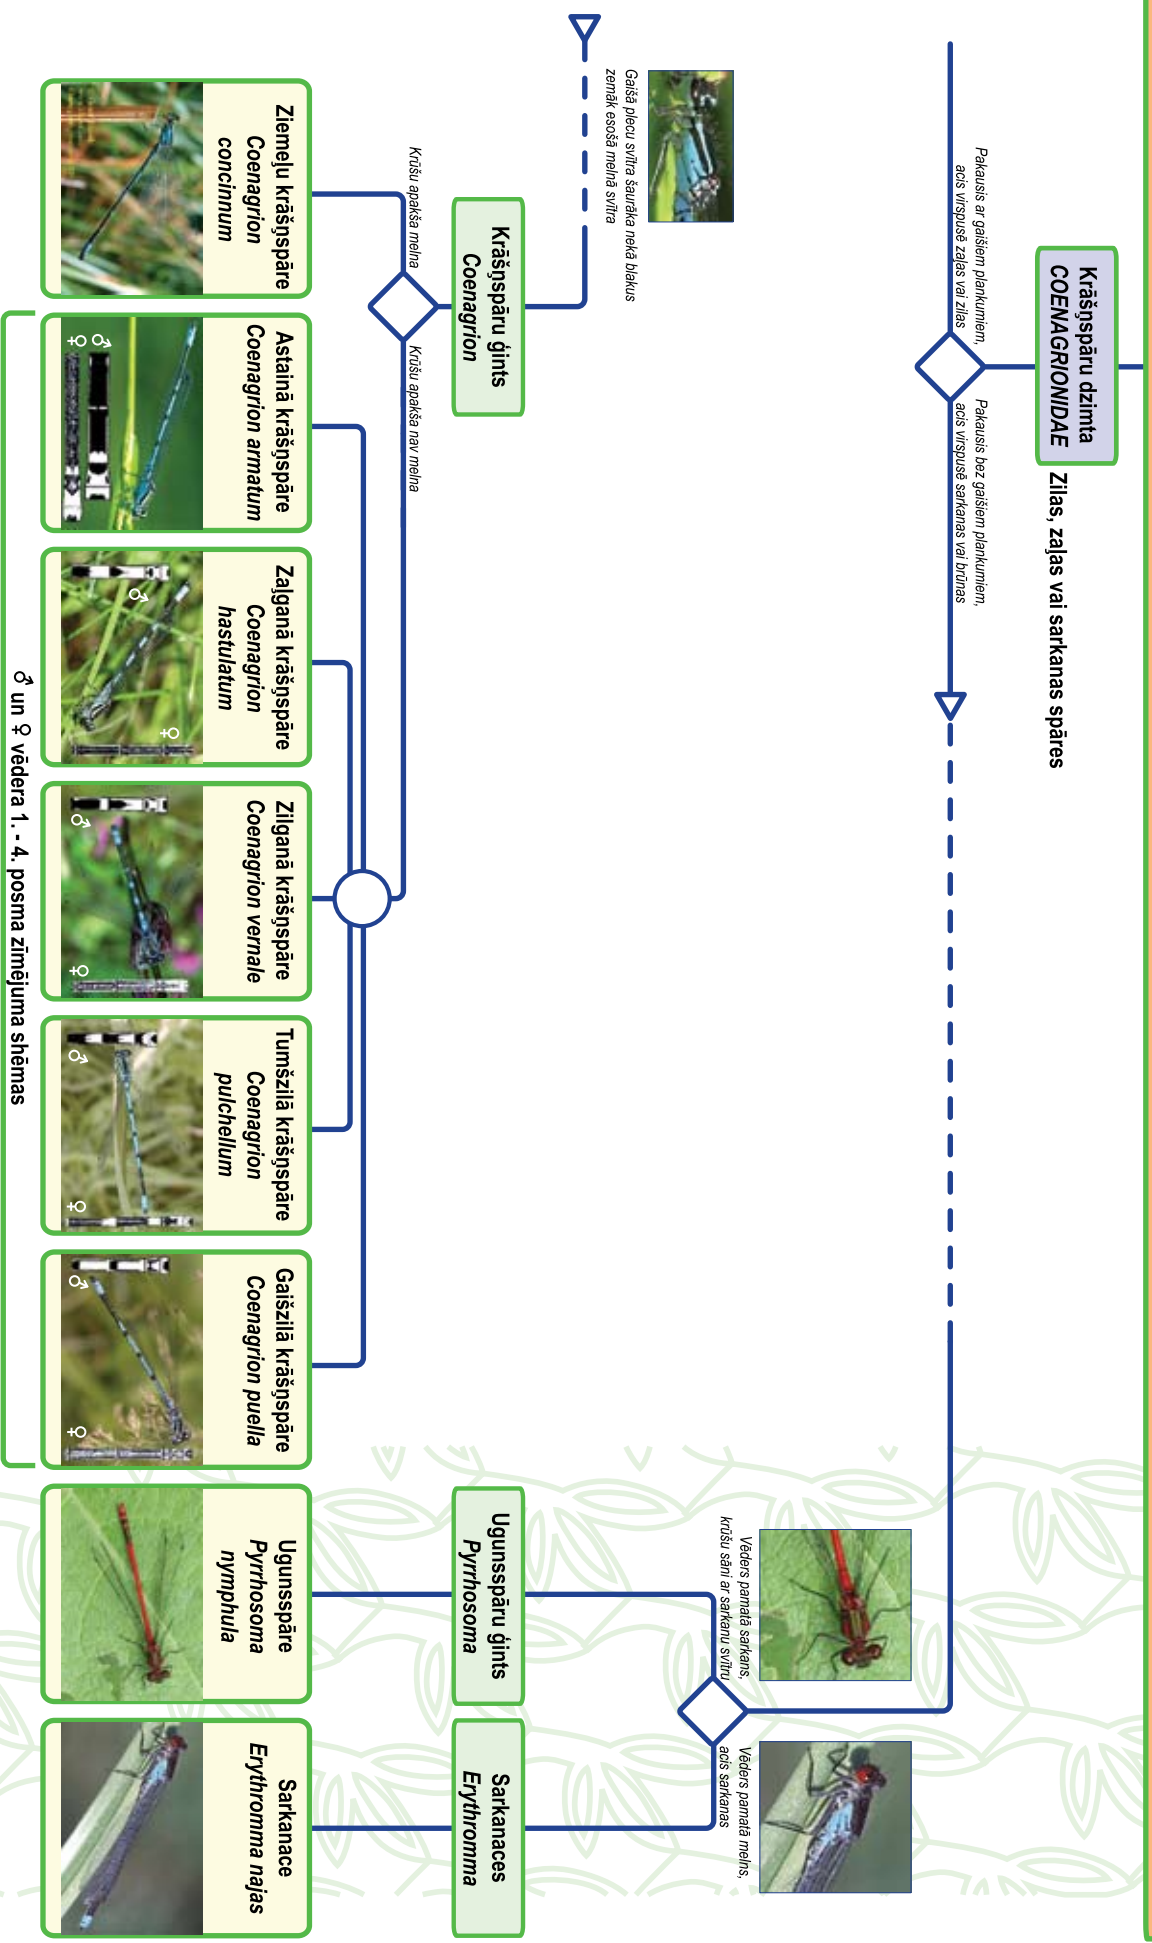 Krāšņspāru dzimta
COENAGRIONIDAE
Zilas, zaļas vai sarkanas spāres
Pakausis ar gaišiem plankumiem,
acis virspusē zaļas vai zilas
Pakausis bez gaišiem plankumiem,
acis virspusē sarkanas vai brūnas
Gaišā plecu svītra šaurāka nekā blakus
zemāk esošā melnā svītra
Vēders pamatā sarkans,
krūšu sāni ar sarkanu svītru
Vēders pamatā melns,
acis sarkanas
Krāšņspāru ģints
Coenagrion
Ugunsspāru ģints
Pyrrhosoma
Sarkanaces
Erythromma
Krūšu apakša melna
Krūšu apakša nav melna
Ziemeļu krāšņspāre
Coenagrion
concinnum
Astainā krāšņspāre
Coenagrion armatum
♂
♀
Zaļganā krāšņspāre
Coenagrion
hastulatum
♂
♀
Zilganā krāšņspāre
Coenagrion vernale
♂
♀
Tumšzilā krāšņspāre
Coenagrion
pulchellum
♂
♀
Gaišzilā krāšņspāre
Coenagrion puella
♂
♀
Ugunsspāre
Pyrrhosoma
nymphula
Sarkanace
Erythromma najas
♂ un ♀ vēdera 1. - 4. posma zīmējuma shēmas